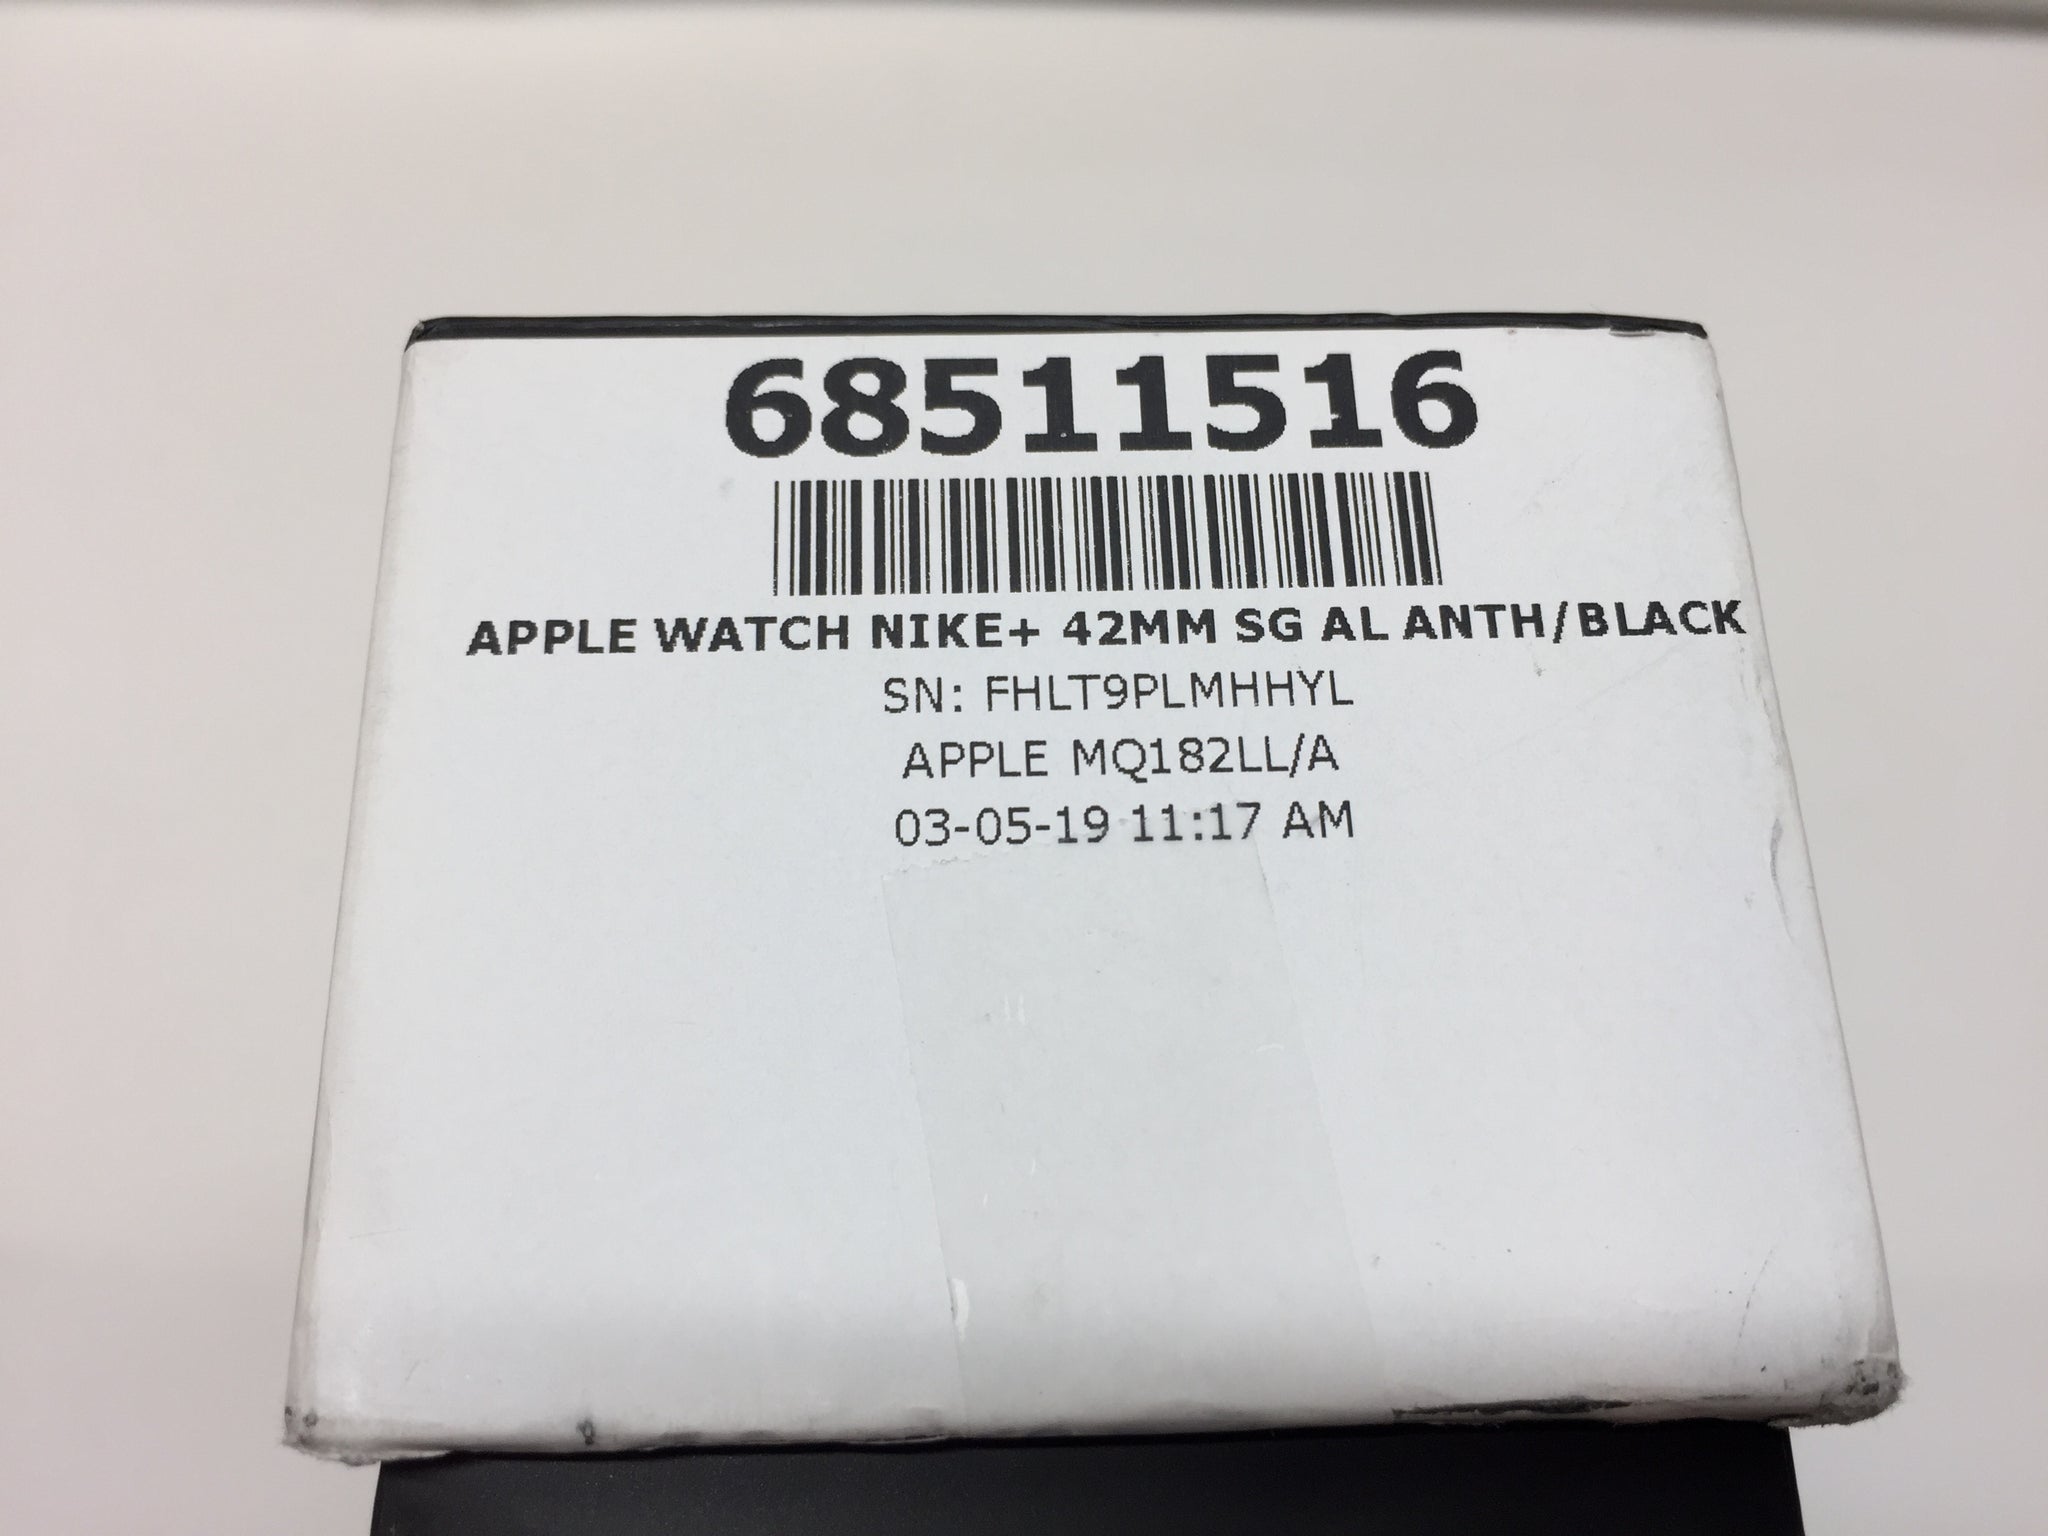 68511516
APPLE WATCH NIKE+ 42MM SG AL ANTH/BLACK
SN: FHLT9PLMHHYL
APPLE MQ182LL/A
03-05-19 11:17 AM